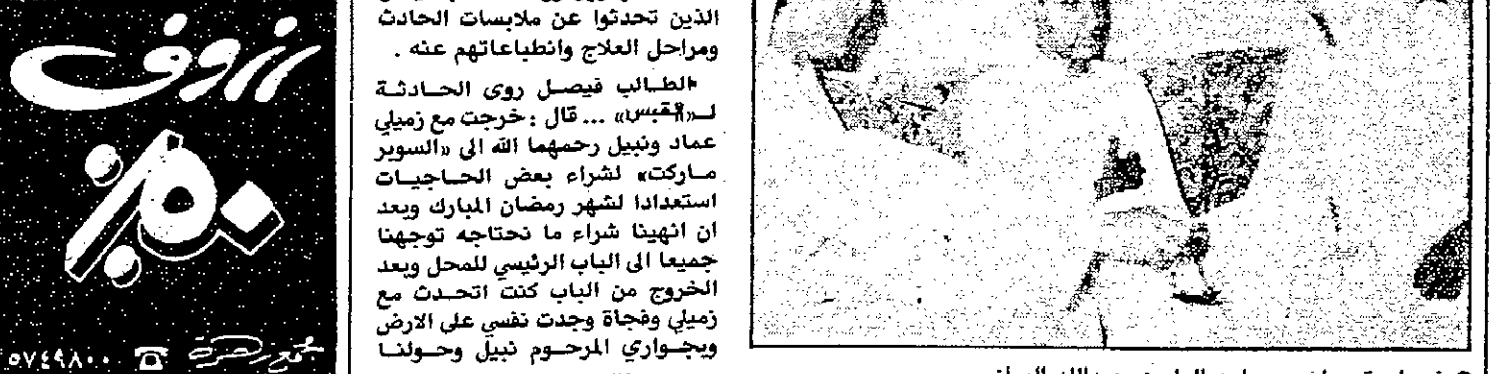 الذين تحدثوا عن ملابسات الحادث
ومراحل العلاج وانطباعاتهم عنه .
الطالب فيصل روى الحادثة
لـ«القبس» ... قال : خرجت مع زميلي
عماد ونبيل رحمهما الله الى «السوبر
ماركت» لشراء بعض الحاجيات
استعدادا لشهر رمضان المبارك وبعد
ان انهينا شراء ما نحتاجه توجهنا
جميعا الى الباب الرئيسي للمحل وبعد
الخروج من الباب كنت اتحدث مع
زميلي وفجاة وجدت نفسي على الارض
وبجواري المرحوم نبيل وحولنا
مجمع زهرة ☎ ٥٧٤٩٨٠٠